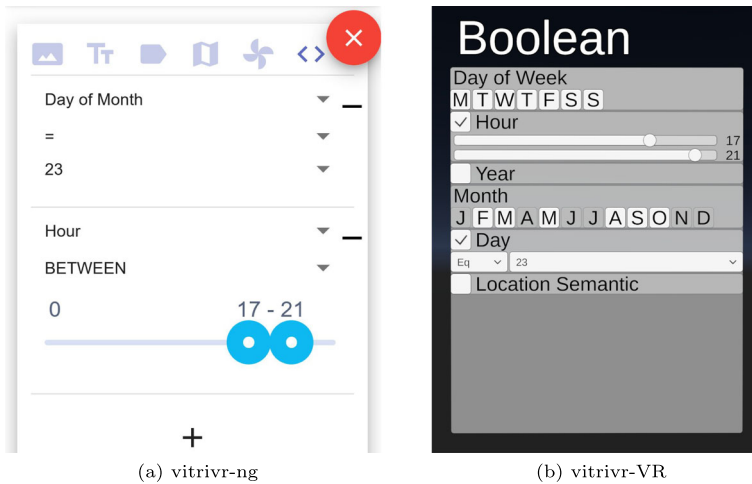 Tт
Day of Month
=
23
Hour
BETWEEN
0 17 - 21
+
(a) vitrivr-ng
Boolean
Day of Week
M T W T F S S
Hour
17
21
Year
Month
J F M A M J J A S O N D
Day
Eq 23
Location Semantic
(b) vitrivr-VR